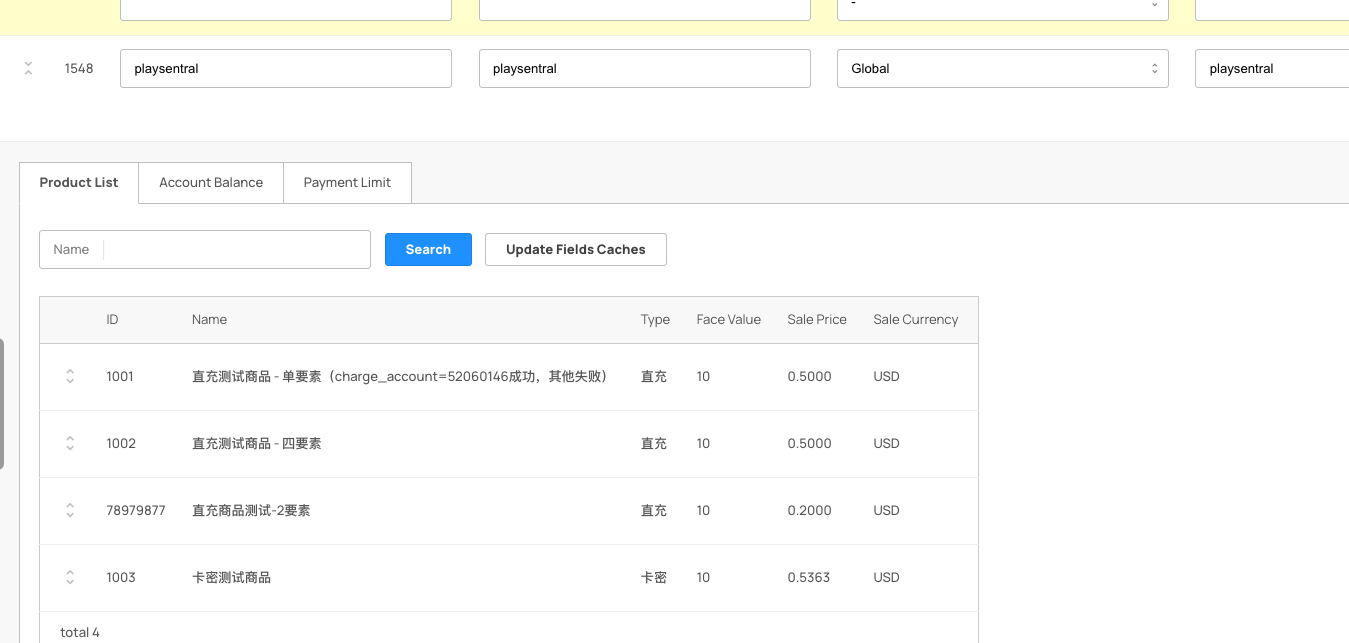 -
1548 playsentral playsentral Global playsentral
Product List Account Balance Payment Limit
Name Search Update Fields Caches
ID Name Type Face Value Sale Price Sale Currency
1001 直充测试商品 - 单要素（charge_account=52060146成功，其他失败） 直充 10 0.5000 USD
1002 直充测试商品 - 四要素 直充 10 0.5000 USD
78979877 直充商品测试-2要素 直充 10 0.2000 USD
1003 卡密测试商品 卡密 10 0.5363 USD
total 4